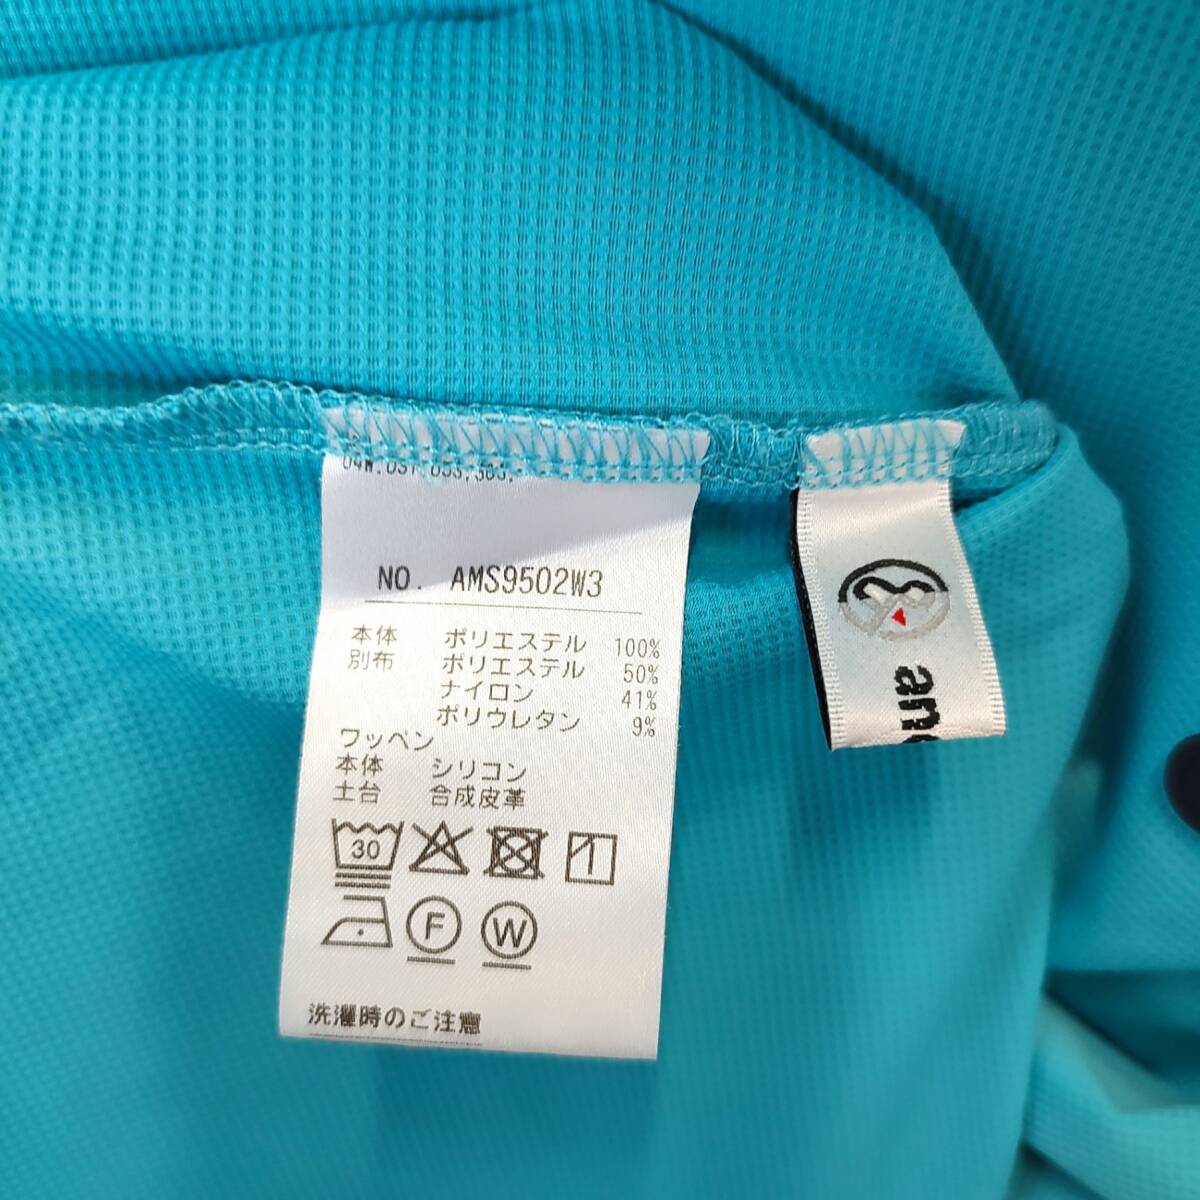 NO. AMS9502W3
本体 ポリエステル 100%
別布 ポリエステル 50%
ナイロン 41%
ポリウレタン 9%
ワッペン
本体 シリコン
土台 合成皮革
30
F W
洗濯時のご注意
an